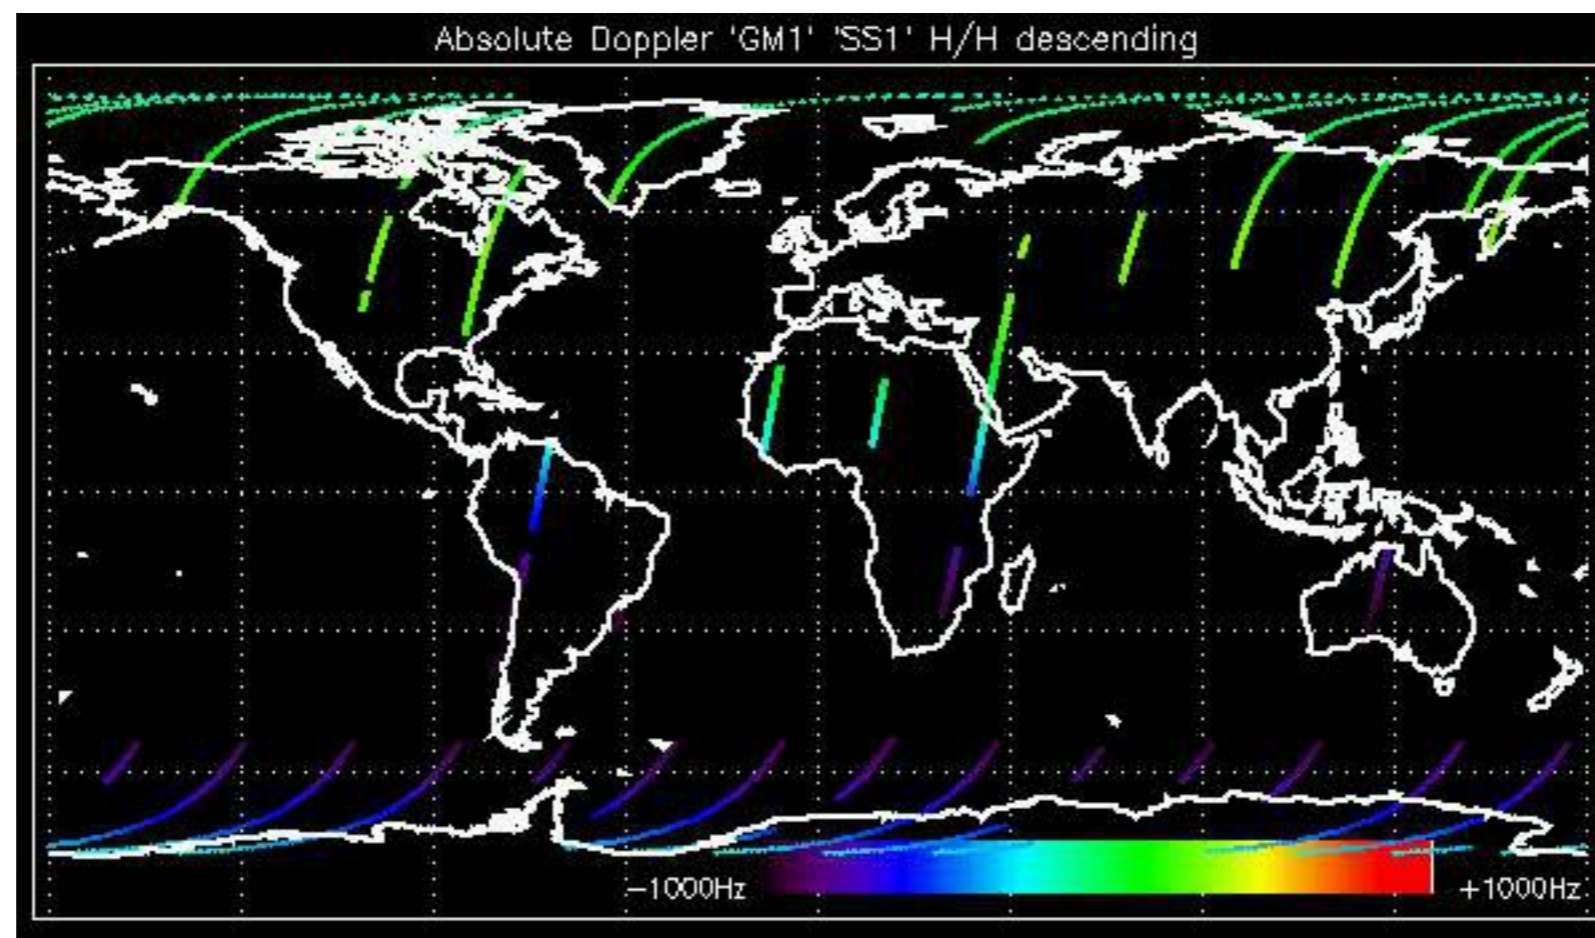 Absolute Doppler 'GM1' 'SS1' H/H descending
−1000Hz
+1000Hz